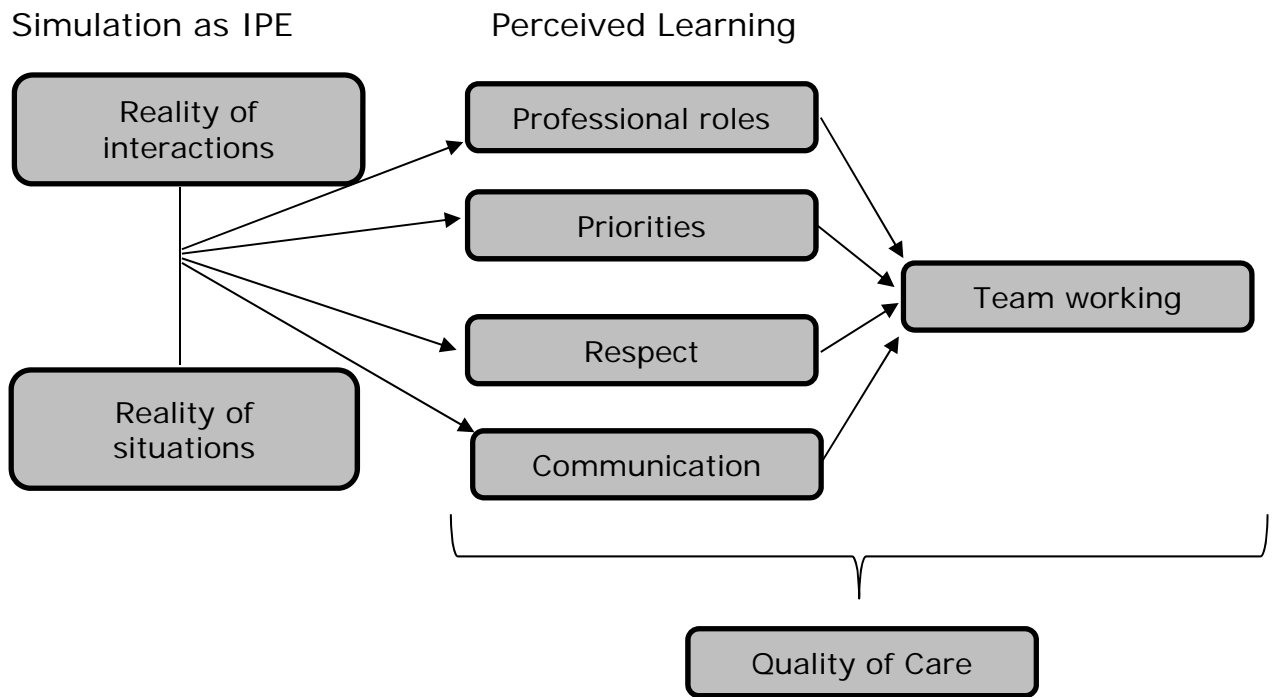 Simulation as IPE
Perceived Learning
Reality of
interactions
Reality of
situations
Professional roles
Priorities
Respect
Communication
Team working
Quality of Care